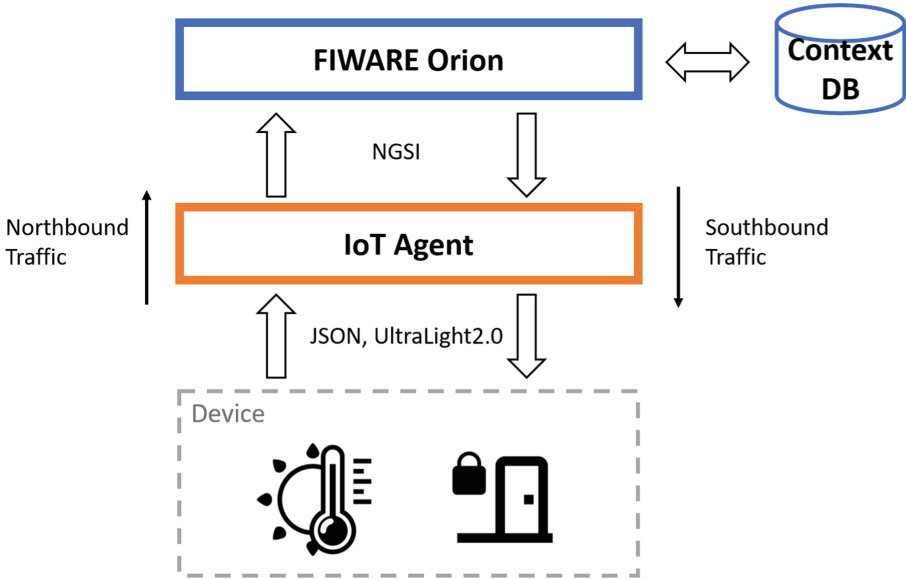 FIWARE Orion
Context
DB
NGSI
Northbound
Traffic
IoT Agent
Southbound
Traffic
JSON, UltraLight2.0
Device